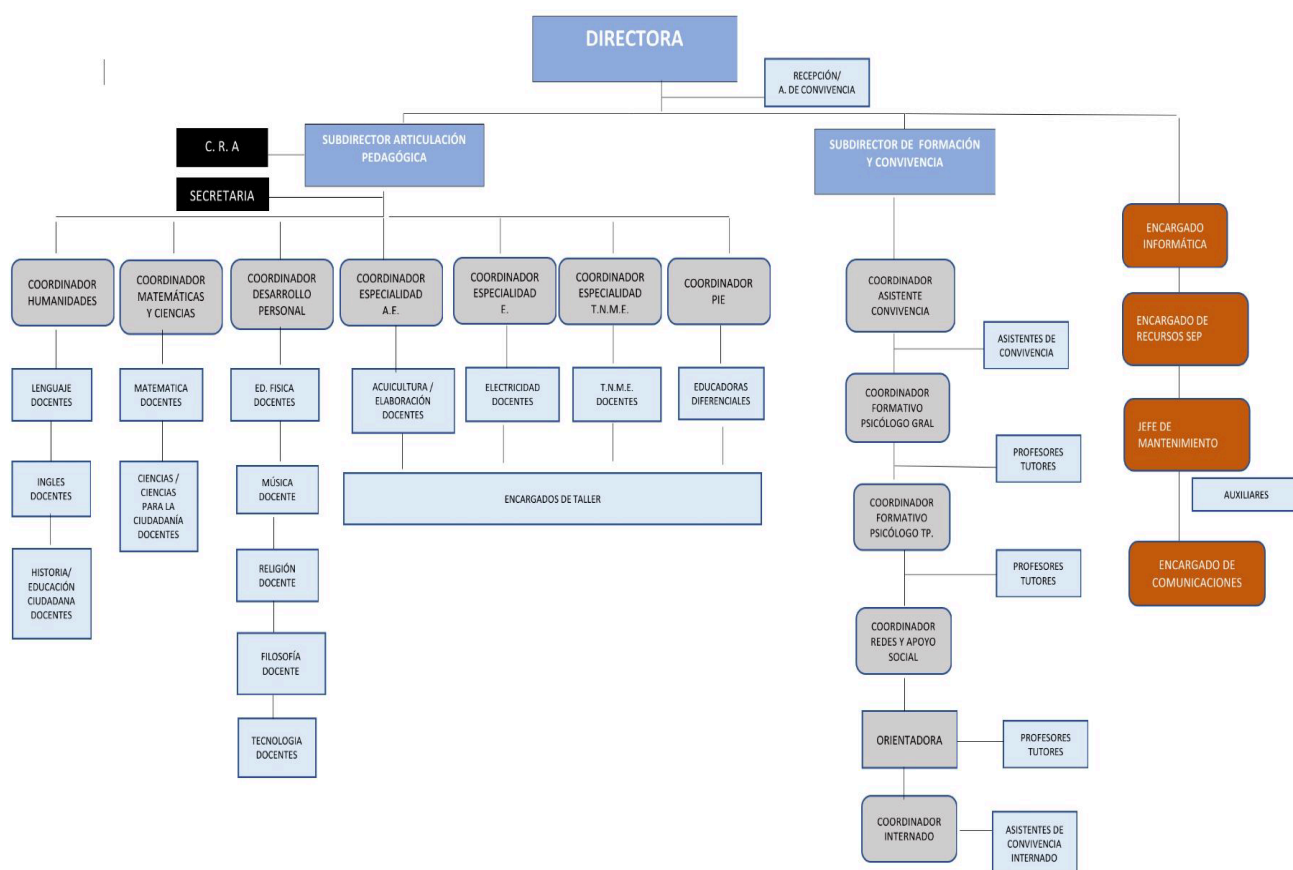 DIRECTORA
RECEPCIÓN/
A. DE CONVIVENCIA
SUBDIRECTOR ARTICULACIÓN
PEDAGÓGICA
SUBDIRECTOR DE FORMACIÓN
Y CONVIVENCIA
C. R. A
SECRETARIA
ENCARGADO
INFORMÁTICA
COORDINADOR
HUMANIDADES
COORDINADOR
MATEMÁTICAS
Y CIENCIAS
COORDINADOR
DESARROLLO
PERSONAL
COORDINADOR
ESPECIALIDAD
A.E.
COORDINADOR
ESPECIALIDAD
E.
COORDINADOR
ESPECIALIDAD
T.N.M.E.
COORDINADOR
PIE
COORDINADOR
ASISTENTE
CONVIVENCIA
ENCARGADO DE
RECURSOS SEP
ASISTENTES DE
CONVIVENCIA
LENGUAJE
DOCENTES
MATEMATICA
DOCENTES
ED. FISICA
DOCENTES
ACUICULTURA /
ELABORACIÓN
DOCENTES
ELECTRICIDAD
DOCENTES
T.N.M.E.
DOCENTES
EDUCADORAS
DIFERENCIALES
COORDINADOR
FORMATIVO
PSICÓLOGO GRAL
JEFE DE
MANTENIMIENTO
PROFESORES
TUTORES
INGLES
DOCENTES
CIENCIAS /
CIENCIAS
PARA LA
CIUDADANÍA
DOCENTES
MÚSICA
DOCENTE
ENCARGADOS DE TALLER
AUXILIARES
COORDINADOR
FORMATIVO
PSICÓLOGO TP.
PROFESORES
TUTORES
ENCARGADO DE
COMUNICACIONES
HISTORIA/
EDUCACIÓN
CIUDADANA
DOCENTES
RELIGIÓN
DOCENTE
COORDINADOR
REDES Y APOYO
SOCIAL
FILOSOFÍA
DOCENTE
ORIENTADORA
PROFESORES
TUTORES
TECNOLOGIA
DOCENTES
COORDINADOR
INTERNADO
ASISTENTES DE
CONVIVENCIA
INTERNADO